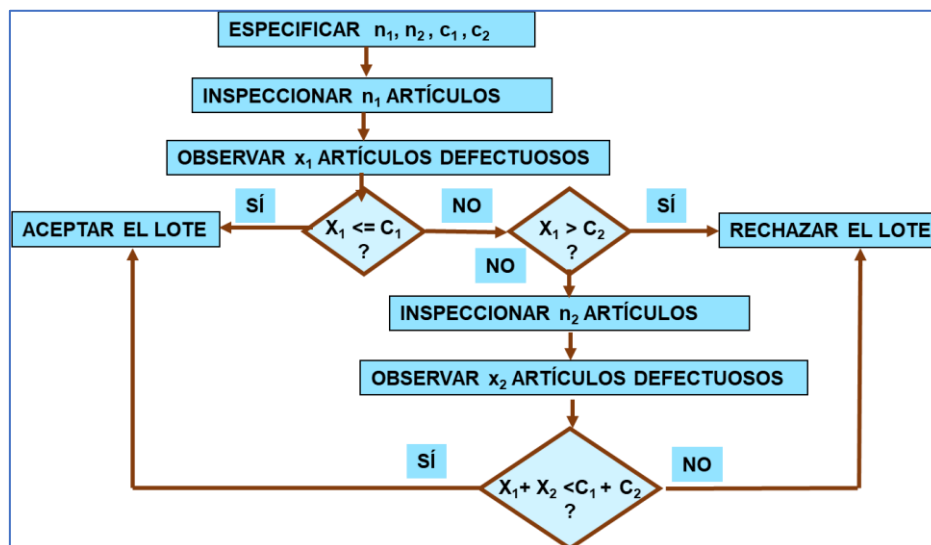 ESPECIFICAR n₁, n₂ , c₁ , c₂
INSPECCIONAR n₁ ARTÍCULOS
OBSERVAR x₁ ARTÍCULOS DEFECTUOSOS
SÍ
NO
SÍ
ACEPTAR EL LOTE
X₁ <= C₁
?
X₁ > C₂
?
RECHAZAR EL LOTE
NO
INSPECCIONAR n₂ ARTÍCULOS
OBSERVAR x₂ ARTÍCULOS DEFECTUOSOS
SÍ
NO
X₁+ X₂ <C₁ + C₂
?